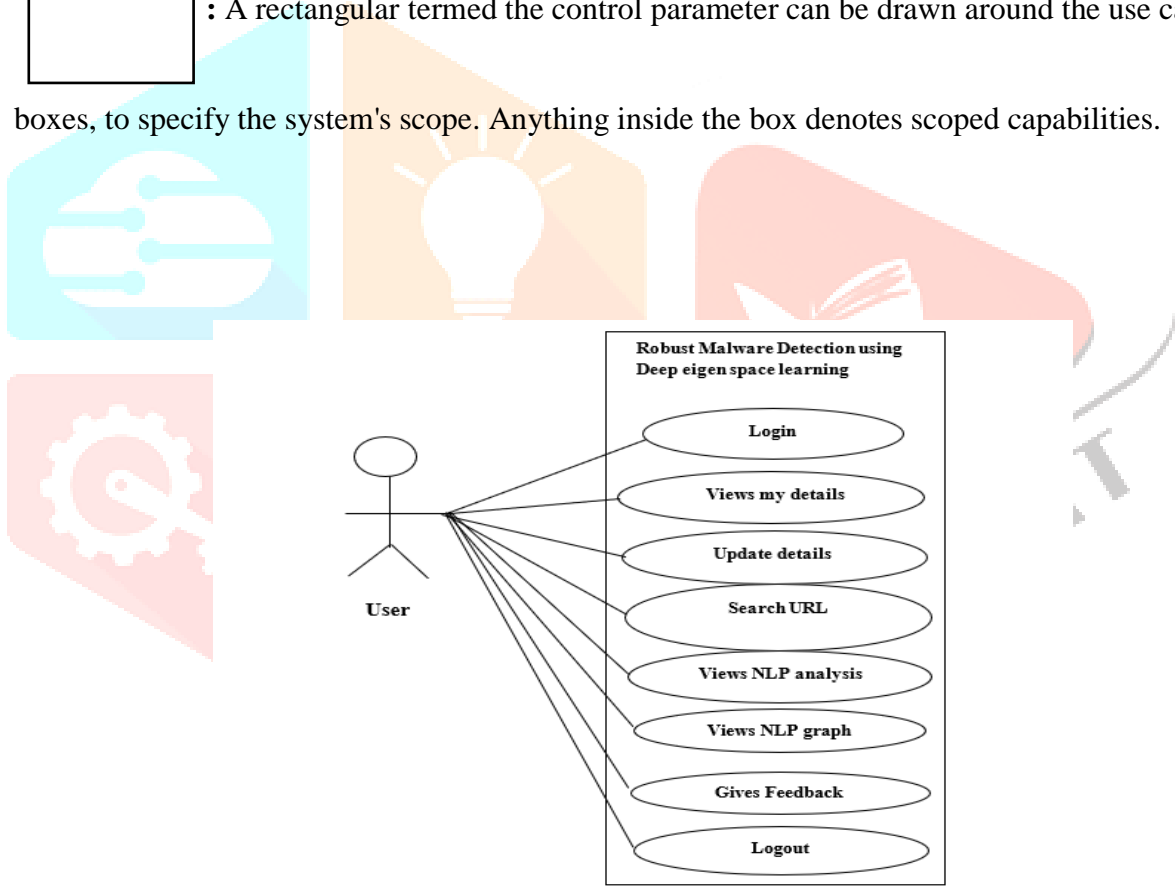 : A rectangular termed the control parameter can be drawn around the use
boxes, to specify the system's scope. Anything inside the box denotes scoped capabilities.
Robust Malware Detection using
Deep eigen space learning
Login
Views my details
Update details
Search URL
Views NLP analysis
Views NLP graph
Gives Feedback
Logout
User